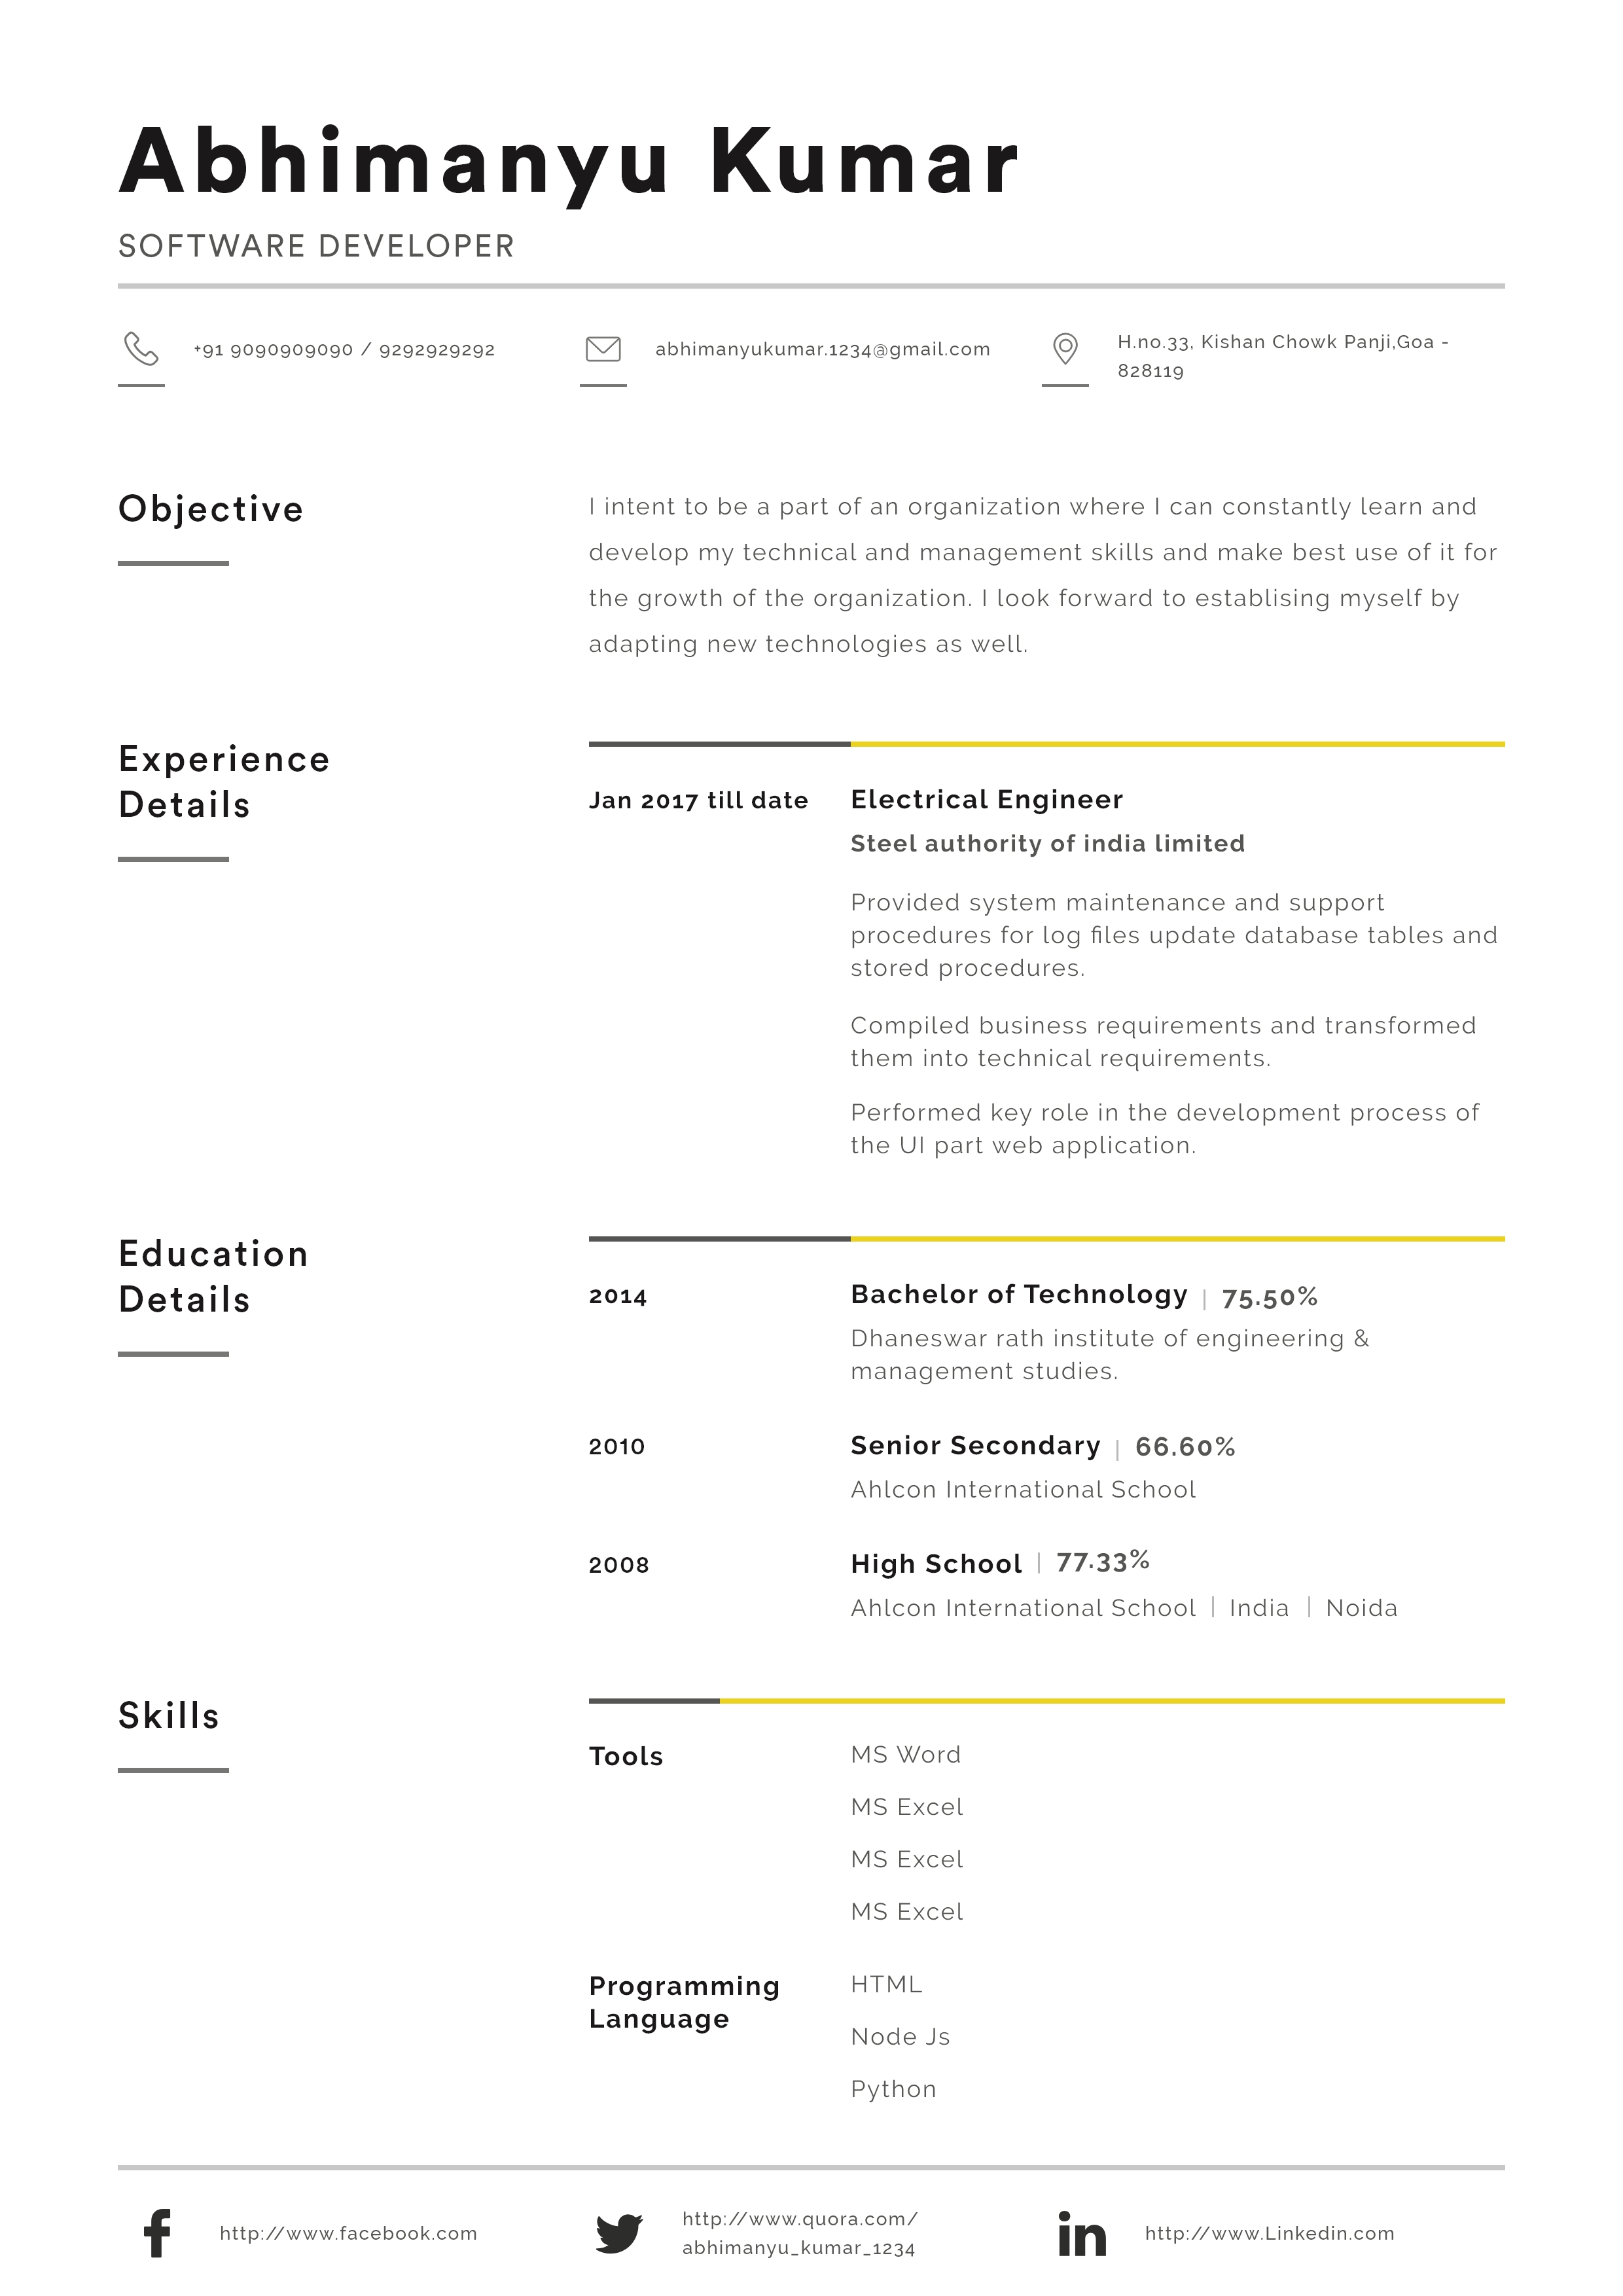 Abhimanyu Kumar
SOFTWARE DEVELOPER
+91 9090909090 / 9292929292
abhimanyukumar.1234@gmail.com
H.no.33, Kishan Chowk Panji,Goa -
828119
Objective
I intent to be a part of an organization where I can constantly learn and
develop my technical and management skills and make best use of it for
the growth of the organization. I look forward to establising myself by
adapting new technologies as well.
Experience
Details
Jan 2017 till date
Electrical Engineer
Steel authority of india limited
Provided system maintenance and support
procedures for log files update database tables and
stored procedures.
Compiled business requirements and transformed
them into technical requirements.
Performed key role in the development process of
the UI part web application.
Education
Details
2014
Bachelor of Technology | 75.50%
Dhaneswar rath institute of engineering &
management studies.
2010
Senior Secondary | 66.60%
Ahlcon International School
2008
High School | 77.33%
Ahlcon International School | India | Noida
Skills
Tools
MS Word
MS Excel
MS Excel
MS Excel
Programming
Language
HTML
Node Js
Python
http://www.facebook.com
http://www.quora.com/
abhimanyu_kumar_1234
in
http://www.Linkedin.com